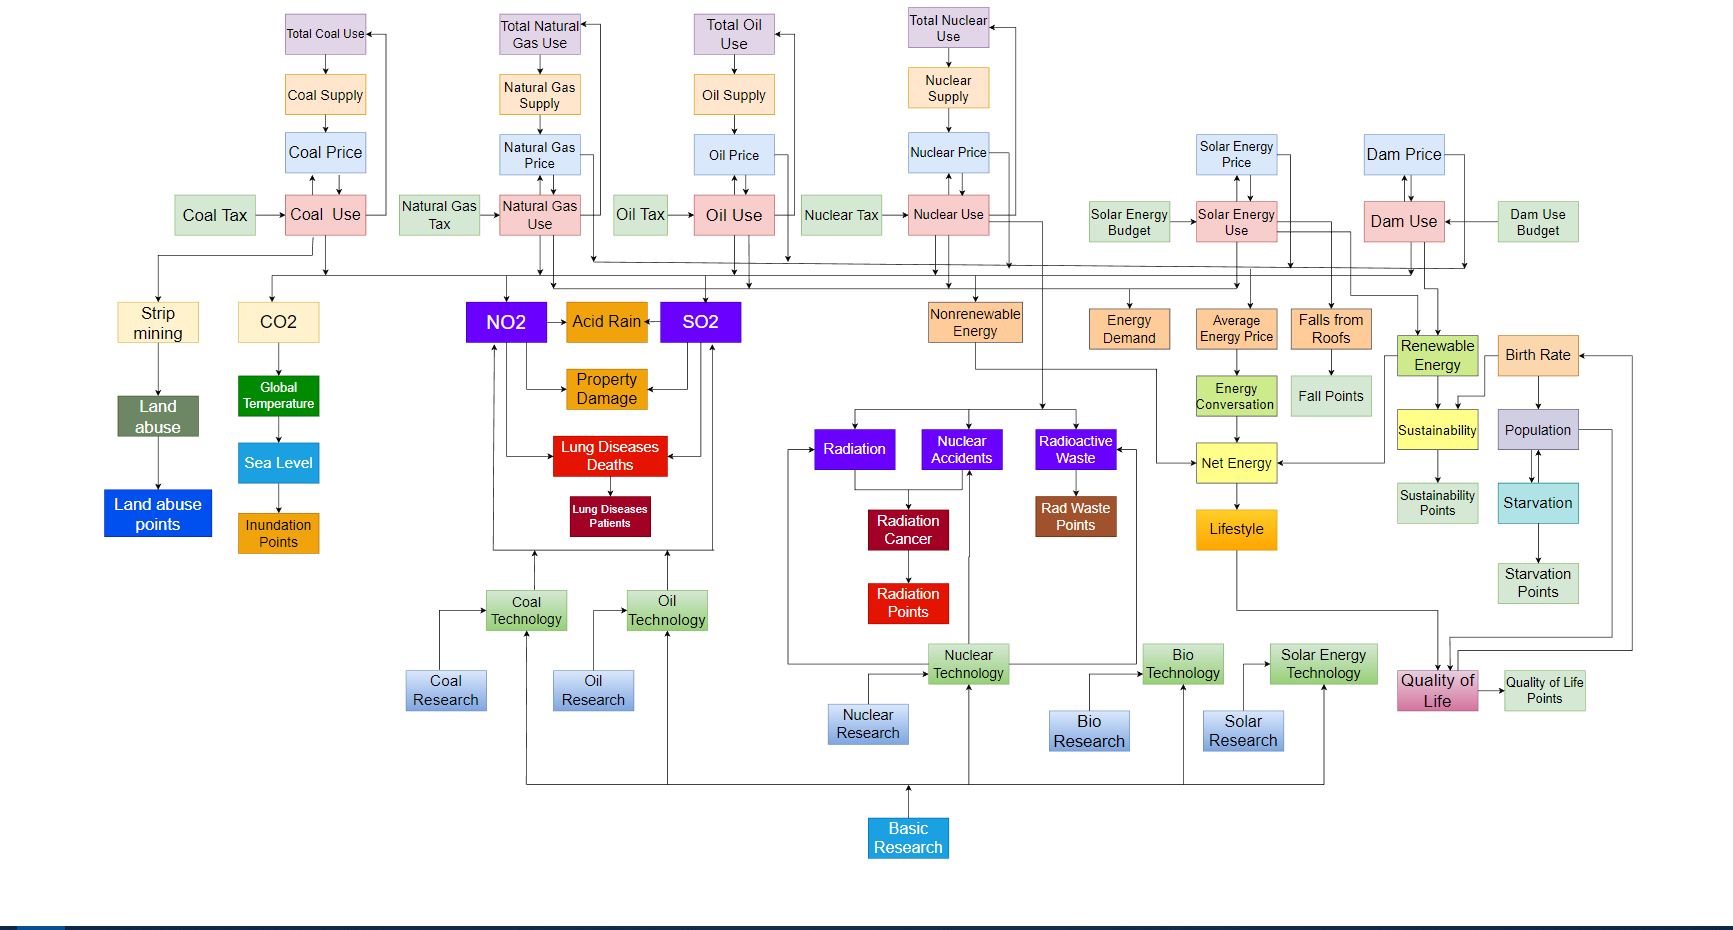 Total Coal Use
Total Natural
Gas Use
Total Oil
Use
Total Nuclear
Use
Coal Supply
Natural Gas
Supply
Oil Supply
Nuclear
Supply
Coal Price
Natural Gas
Price
Oil Price
Nuclear Price
Solar Energy
Price
Dam Price
Coal Tax
Coal Use
Natural Gas
Tax
Natural Gas
Use
Oil Tax
Oil Use
Nuclear Tax
Nuclear Use
Solar Energy
Budget
Solar Energy
Use
Dam Use
Dam Use
Budget
Strip
mining
CO2
NO2
Acid Rain
SO2
Nonrenewable
Energy
Energy
Demand
Average
Energy Price
Falls from
Roofs
Renewable
Energy
Birth Rate
Land
abuse
Global
Temperature
Property
Damage
Energy
Conversation
Fall Points
Sustainability
Population
Sea Level
Lung Diseases
Deaths
Radiation
Nuclear
Accidents
Radioactive
Waste
Net Energy
Land abuse
points
Inundation
Points
Lung Diseases
Patients
Radiation
Cancer
Rad Waste
Points
Lifestyle
Sustainability
Points
Starvation
Radiation
Points
Starvation
Points
Coal
Technology
Oil
Technology
Nuclear
Technology
Bio
Technology
Solar Energy
Technology
Coal
Research
Oil
Research
Nuclear
Research
Bio
Research
Solar
Research
Quality of
Life
Quality of Life
Points
Basic
Research